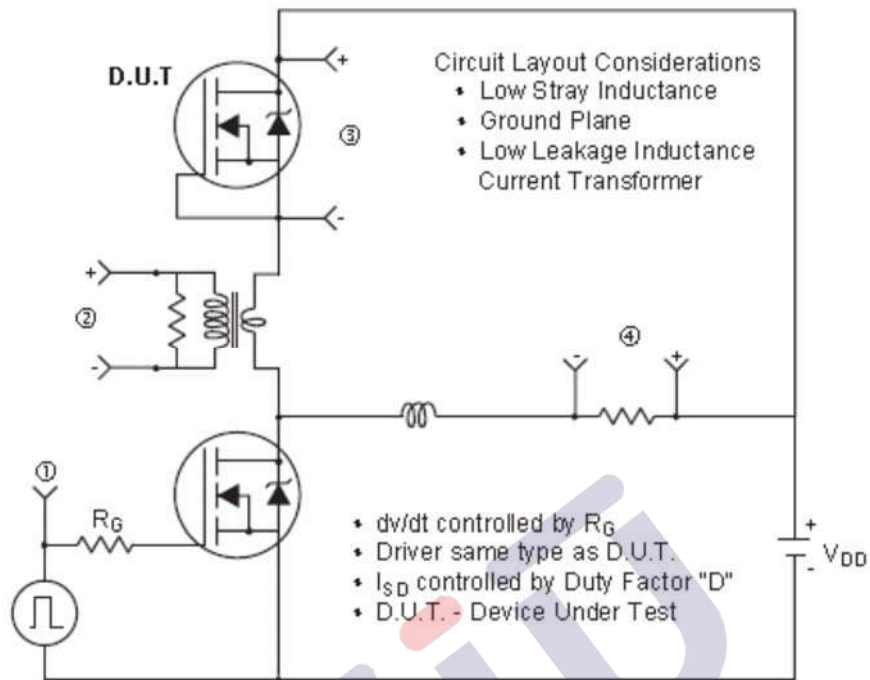 D.U.T
+
③
-
Circuit Layout Considerations
• Low Stray Inductance
• Ground Plane
• Low Leakage Inductance
Current Transformer
+
②
-
④
- +
①
R_G
• dv/dt controlled by R_G
• Driver same type as D.U.T.
• I_SD controlled by Duty Factor "D"
• D.U.T. - Device Under Test
+
V_DD
-